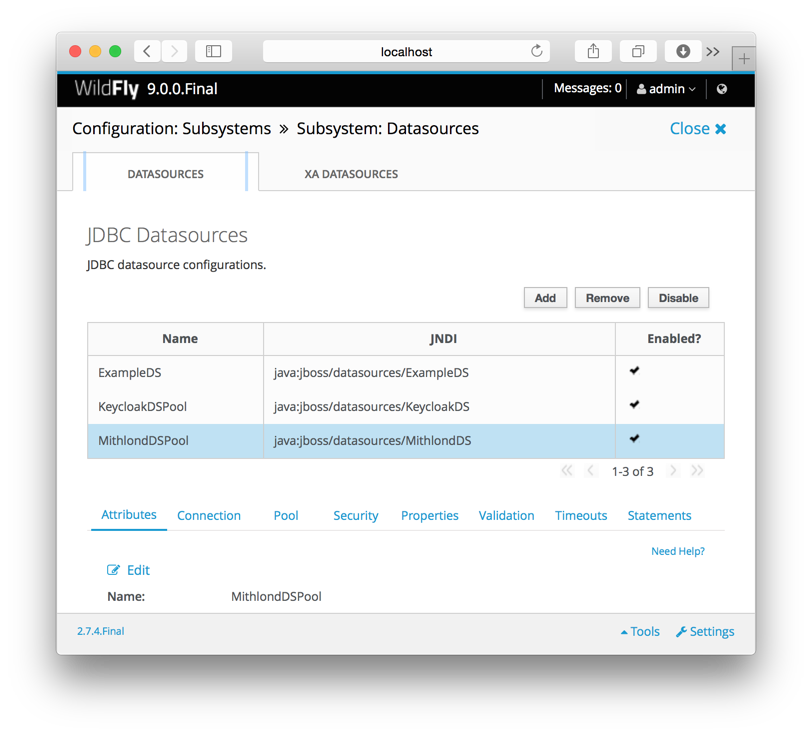 localhost
WildFly 9.0.0.Final Messages: 0 admin
Configuration: Subsystems » Subsystem: Datasources Close
DATASOURCES XA DATASOURCES
JDBC Datasources
JDBC datasource configurations.
Add Remove Disable
Name JNDI Enabled?
ExampleDS java:jboss/datasources/ExampleDS
KeycloakDSPool java:jboss/datasources/KeycloakDS
MithlondDSPool java:jboss/datasources/MithlondDS
1-3 of 3
Attributes Connection Pool Security Properties Validation Timeouts Statements
Need Help?
Edit
Name: MithlondDSPool
2.7.4.Final Tools Settings